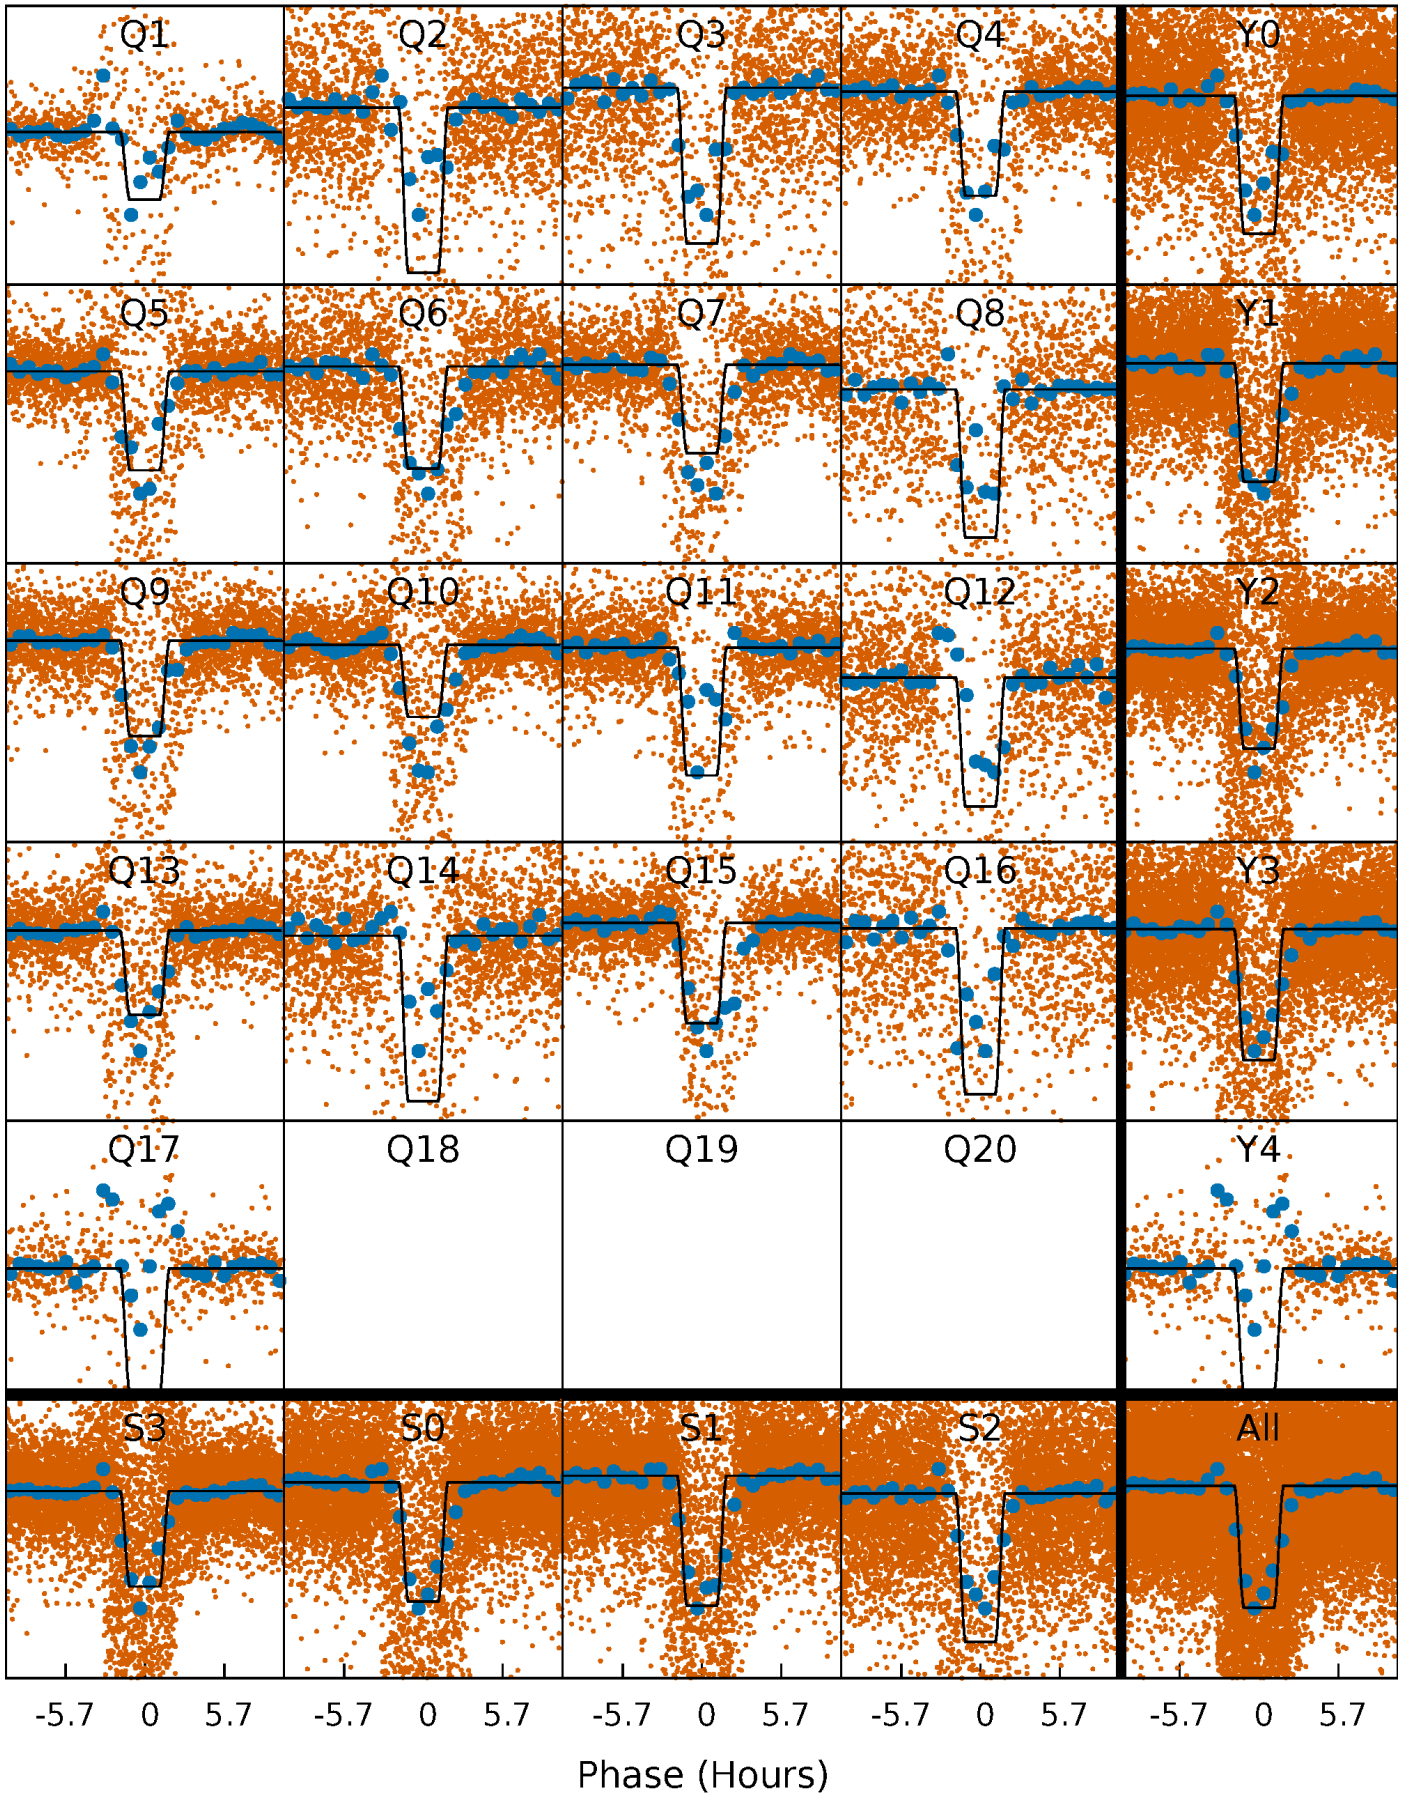 Q1 Q2 Q3 Q4 Y0
Q5 Q6 Q7 Q8 Y1
Q9 Q10 Q11 Q12 Y2
Q13 Q14 Q15 Q16 Y3
Q17 Q18 Q19 Q20 Y4
S3 S0 S1 S2 All
-5.7 0 5.7 -5.7 0 5.7 -5.7 0 5.7 -5.7 0 5.7 -5.7 0 5.7
Phase (Hours)